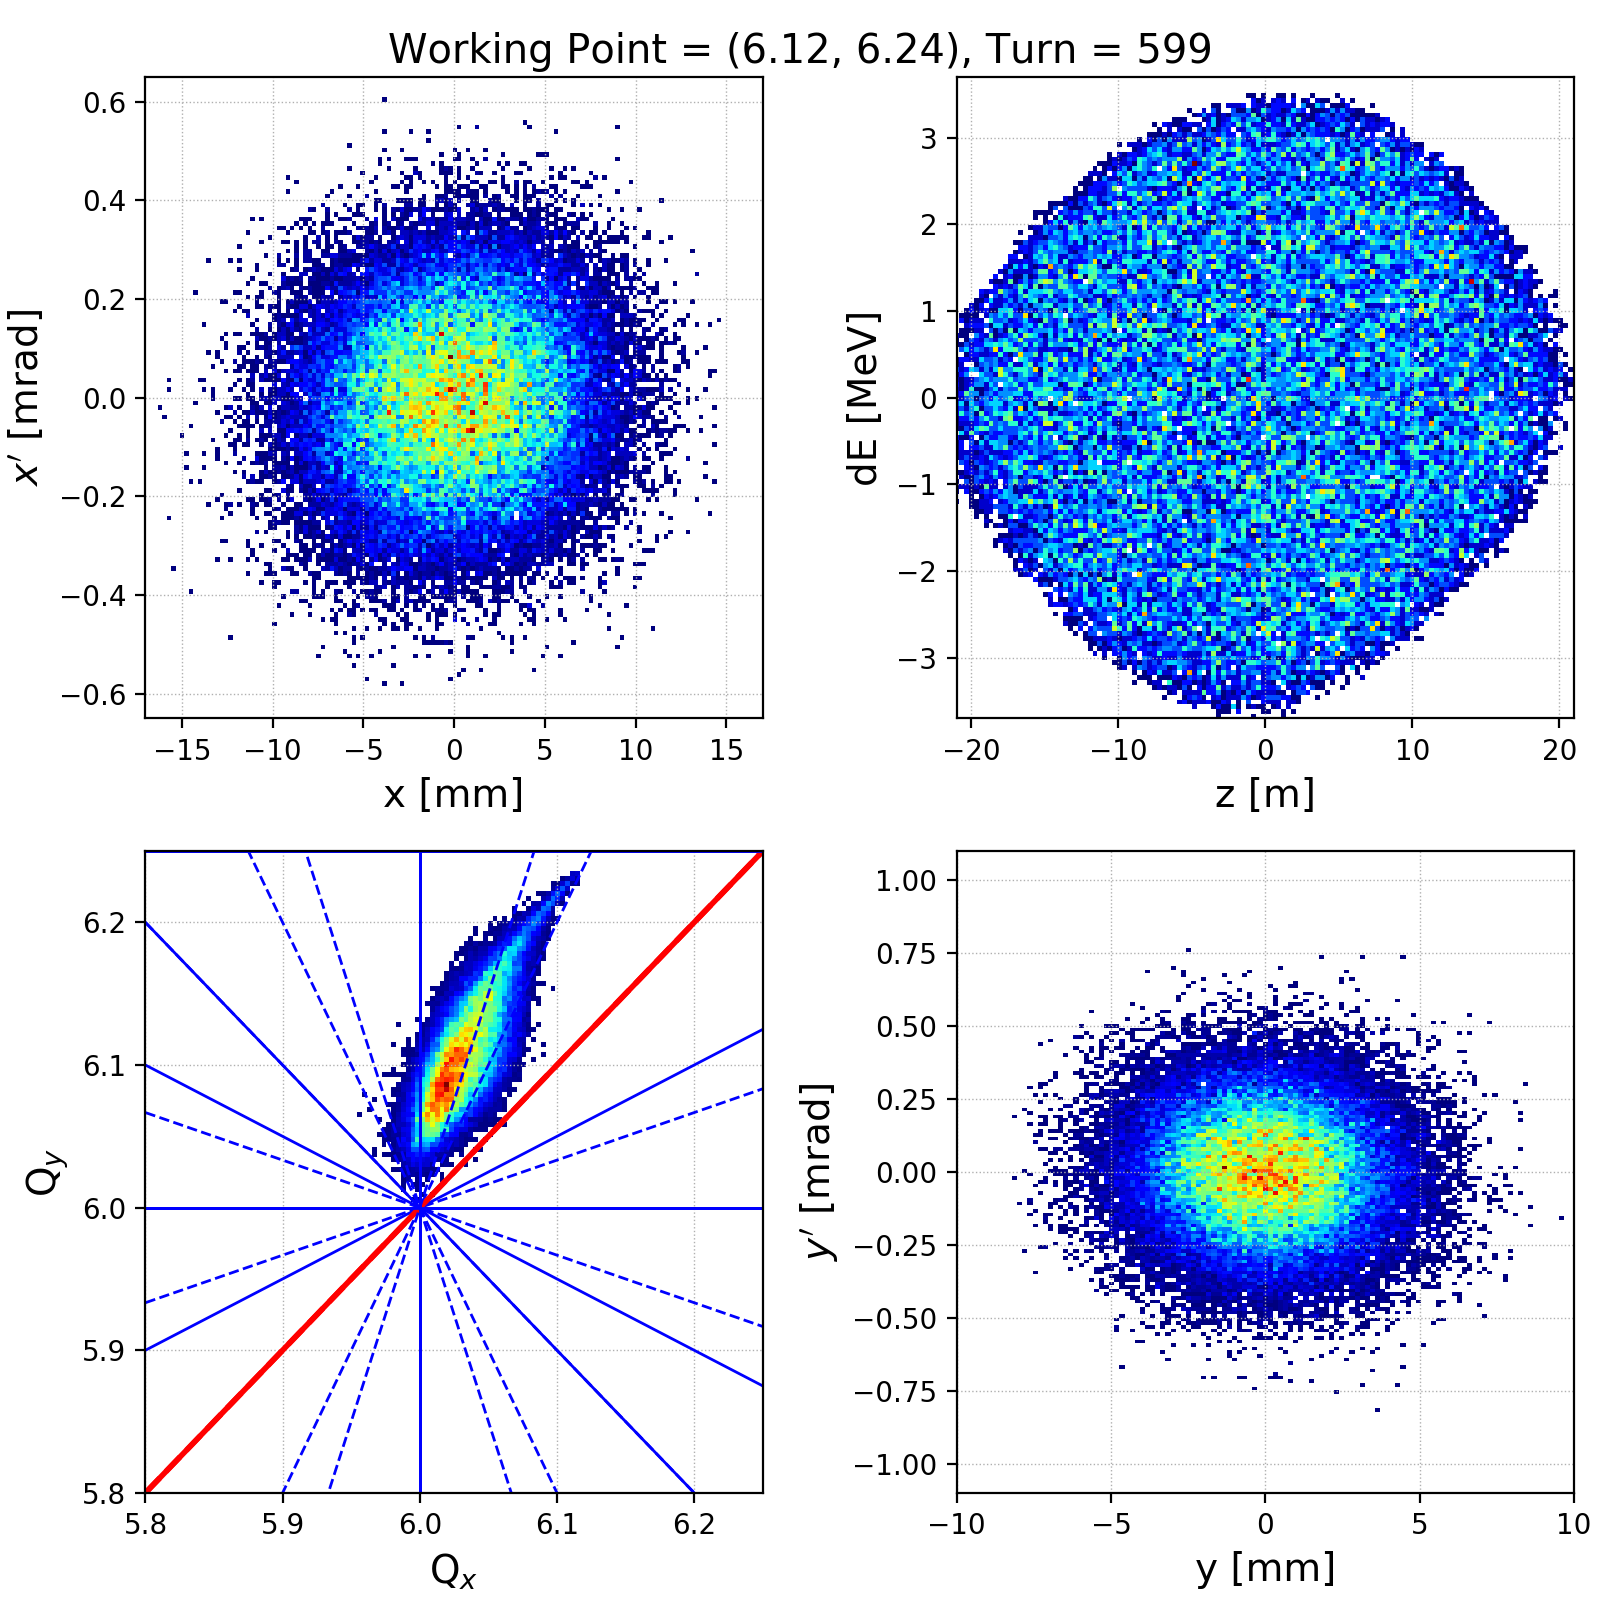 Working Point = (6.12, 6.24), Turn = 599
0.6
0.4
0.2
0.0
−0.2
−0.4
−0.6
x′ [mrad]
−15 −10 −5 0 5 10 15
x [mm]
3
2
1
0
−1
−2
−3
dE [MeV]
−20 −10 0 10 20
z [m]
6.2
6.1
6.0
5.9
5.8
Qy
5.8 5.9 6.0 6.1 6.2
Qx
1.00
0.75
0.50
0.25
0.00
−0.25
−0.50
−0.75
−1.00
y′ [mrad]
−10 −5 0 5 10
y [mm]